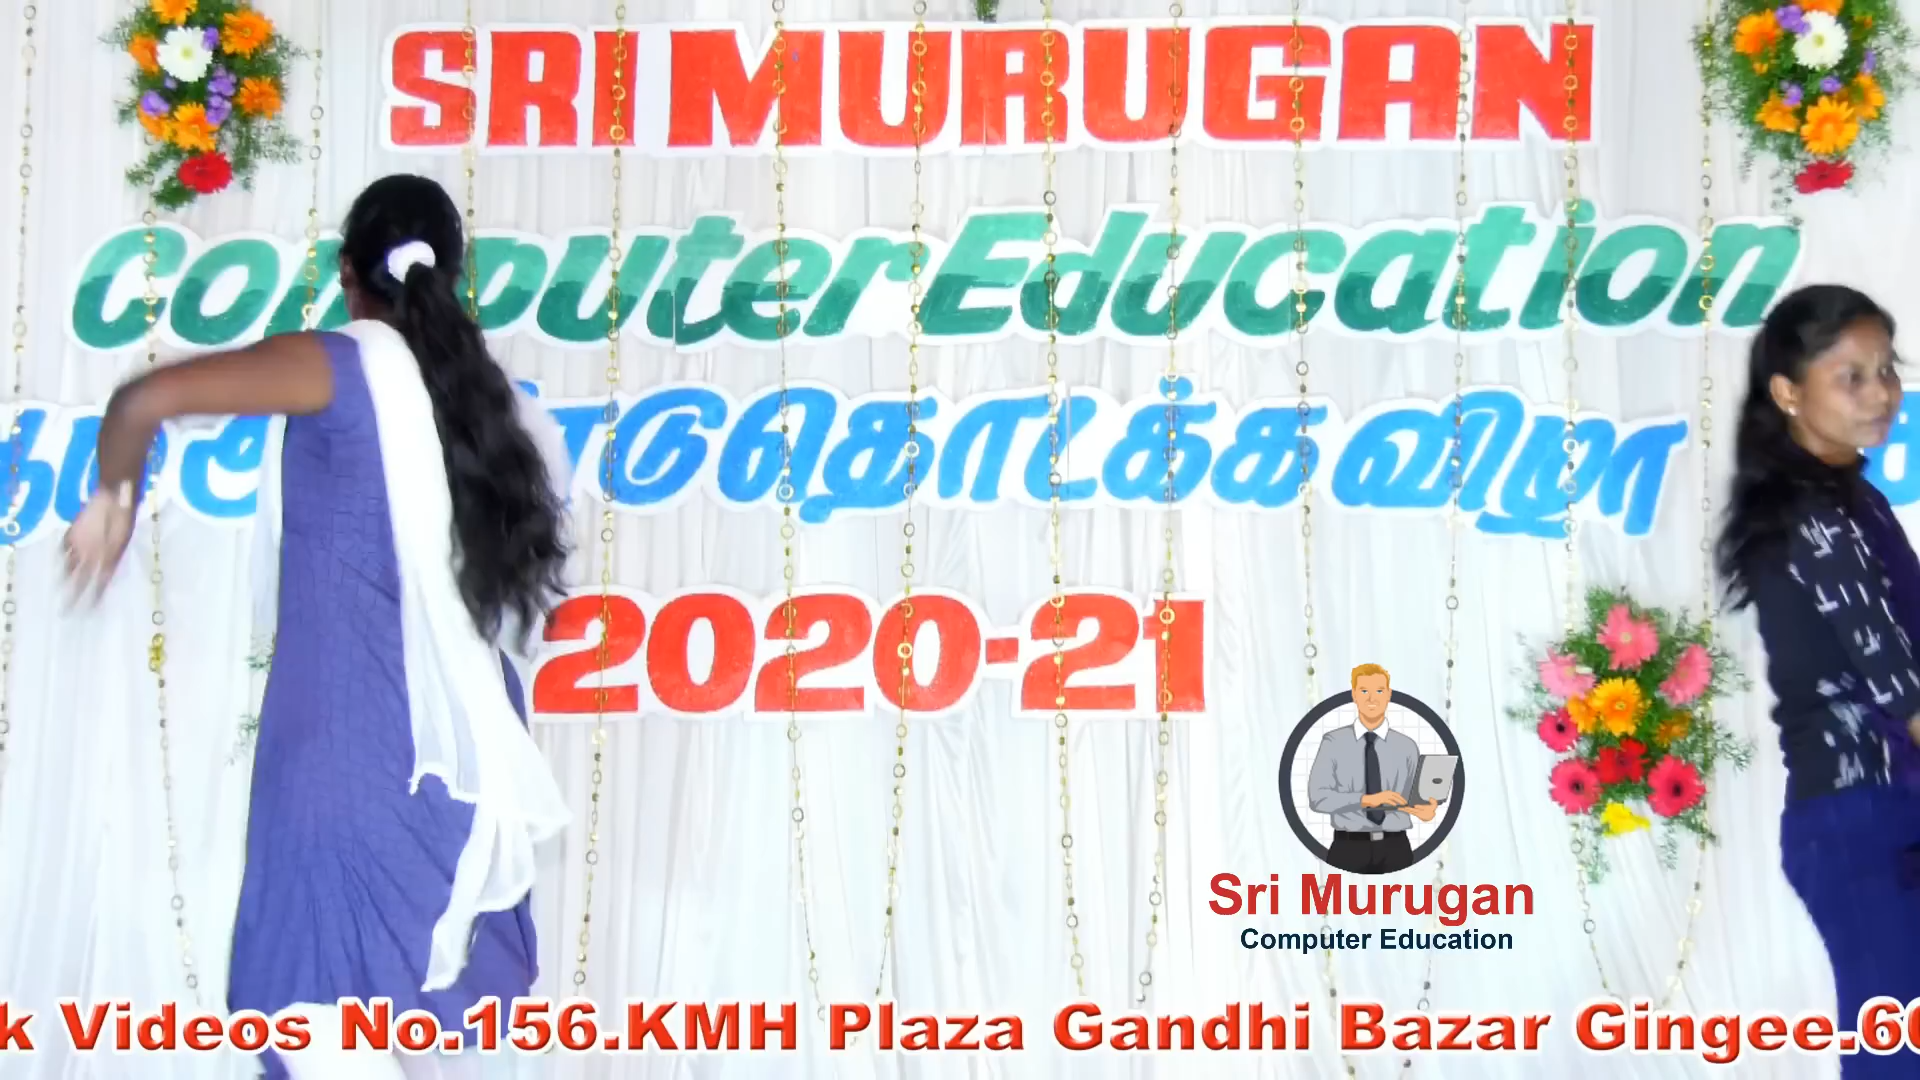 SRI MURUGAN
Computer Education
தொடக்க விழா
2020-21
Sri Murugan
Computer Education
Videos No.156.KMH Plaza Gandhi Bazar Gingee.